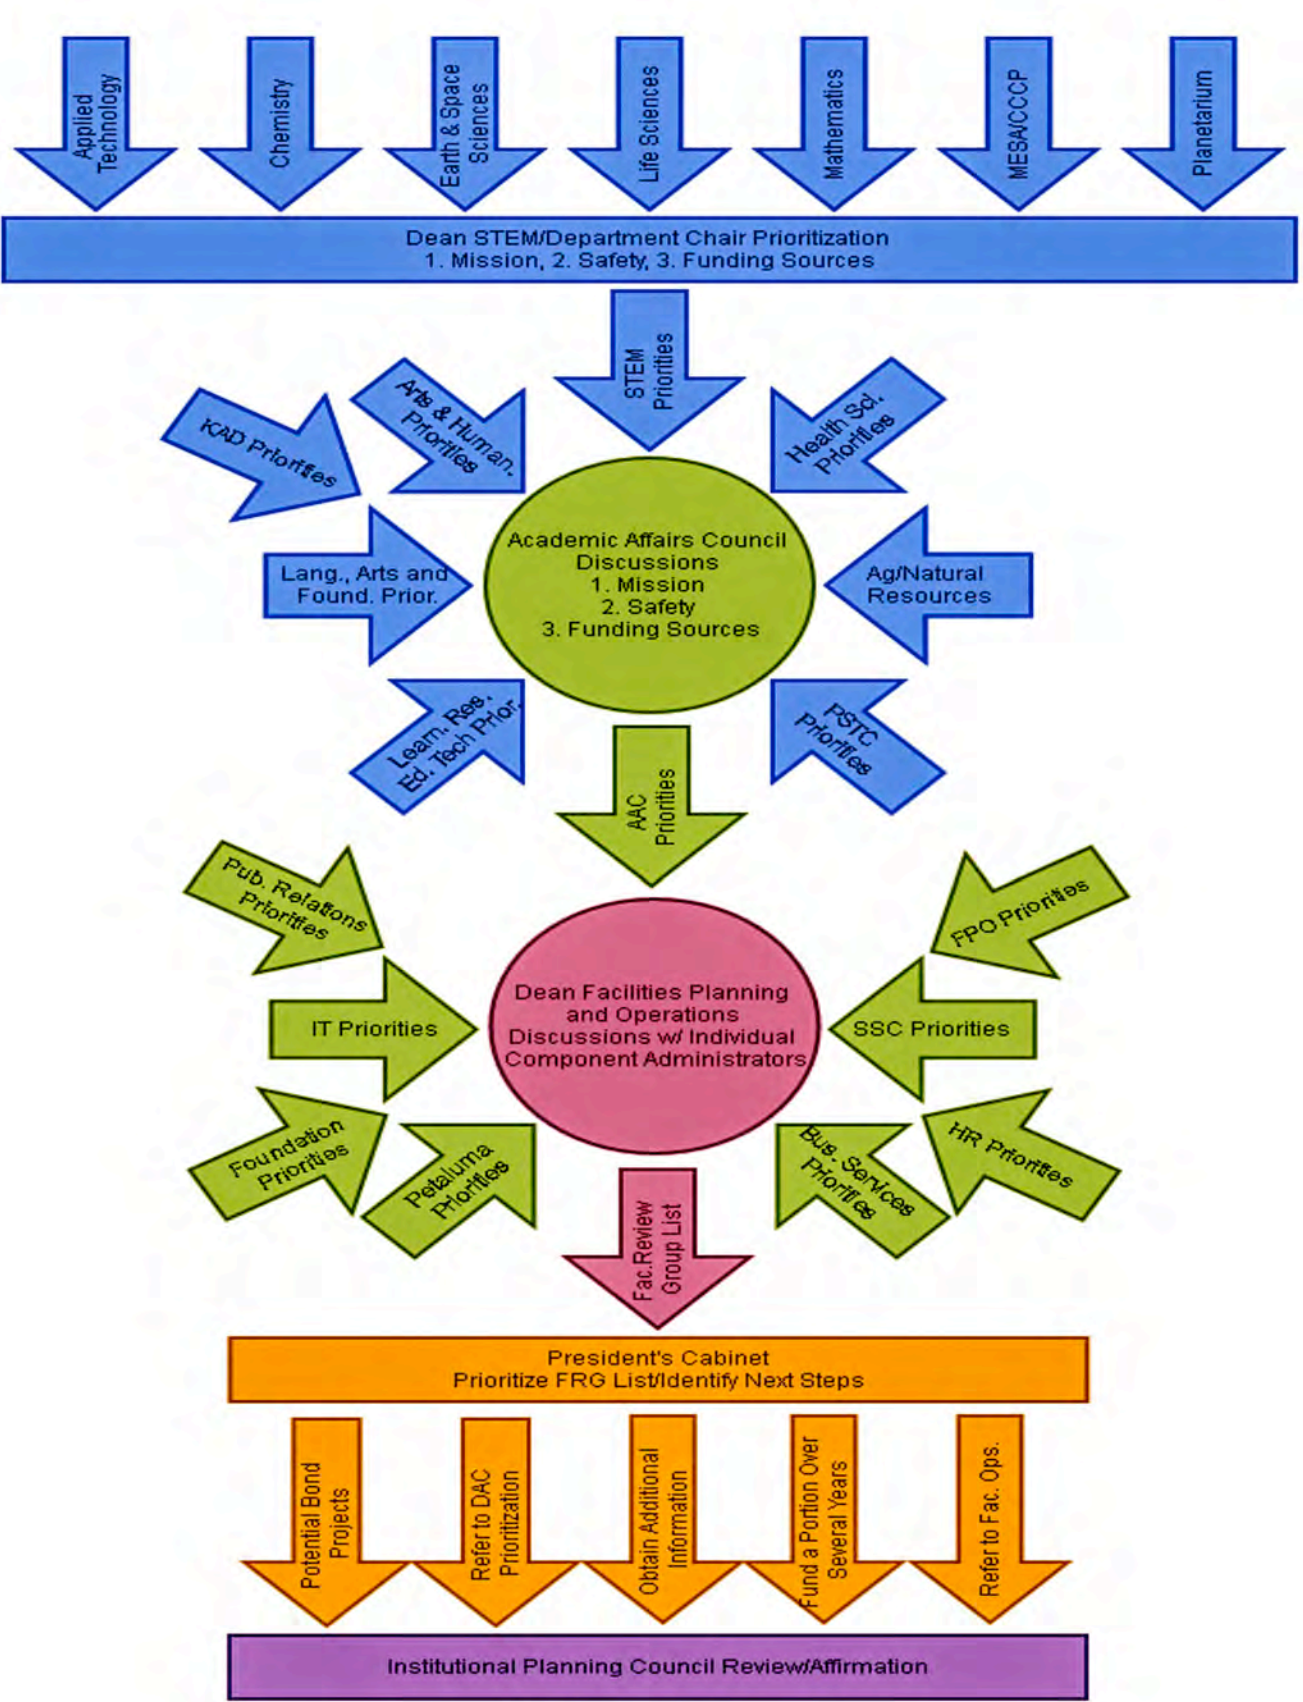 Applied
Technology
Chemistry
Earth & Space
Sciences
Life Sciences
Mathematics
MESA/CCCP
Planetarium
Dean STEM/Department Chair Prioritization
1. Mission, 2. Safety, 3. Funding Sources
STEM
Priorities
KAD Priorities
Arts & Human.
Priorities
Health Sci.
Priorities
Academic Affairs Council
Discussions
1. Mission
2. Safety
3. Funding Sources
Lang., Arts and
Found. Prior.
Ag/Natural
Resources
Learn. Res.
Ed. Tech Prior.
PSTC
Priorities
AAC
Priorities
Pub. Relations
Priorities
FPO Priorities
Dean Facilities Planning
and Operations
Discussions w/ Individual
Component Administrators
IT Priorities
SSC Priorities
Foundation
Priorities
Petaluma
Priorities
Bus. Services
Priorities
HR Priorities
Fac.Review
Group List
President's Cabinet
Prioritize FRG List/Identify Next Steps
Potential Bond
Projects
Refer to DAC
Prioritization
Obtain Additional
Information
Fund a Portion Over
Several Years
Refer to Fac. Ops.
Institutional Planning Council Review/Affirmation